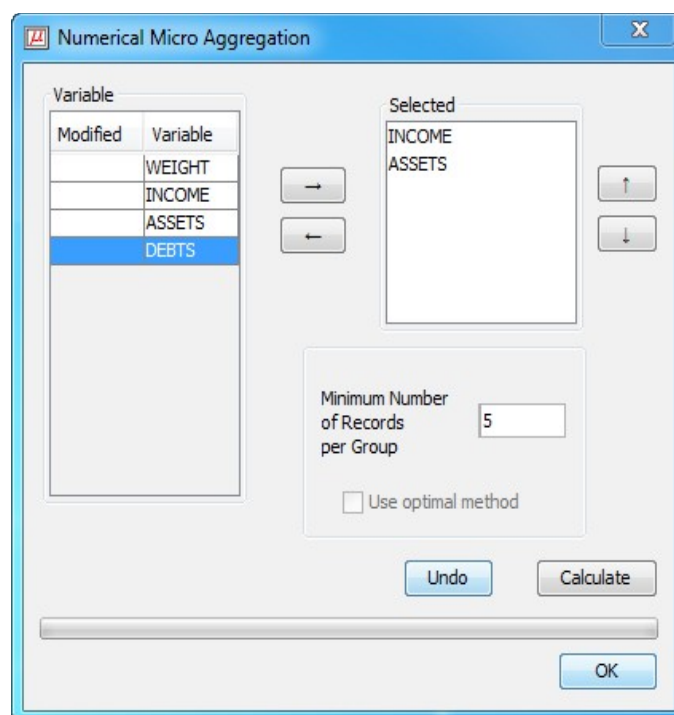 μ Numerical Micro Aggregation X
Variable
Modified Variable
WEIGHT
INCOME
ASSETS
DEBTS
→
←
Selected
INCOME
ASSETS
↑
↓
Minimum Number
of Records
per Group
5
Use optimal method
Undo Calculate
OK